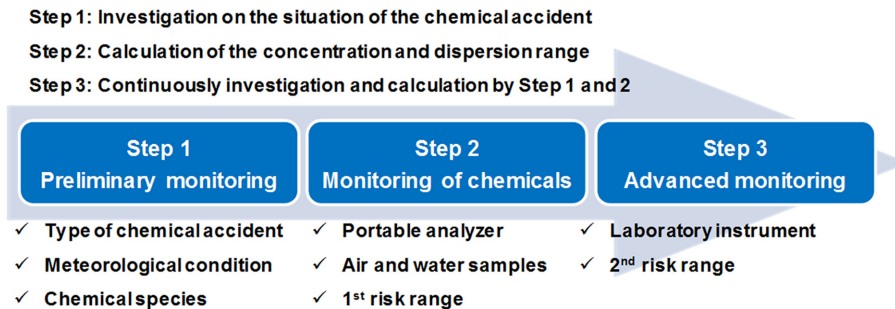 Step 1: Investigation on the situation of the chemical accident
Step 2: Calculation of the concentration and dispersion range
Step 3: Continuously investigation and calculation by Step 1 and 2
Step 1
Preliminary monitoring
Step 2
Monitoring of chemicals
Step 3
Advanced monitoring
✓ Type of chemical accident
✓ Meteorological condition
✓ Chemical species
✓ Portable analyzer
✓ Air and water samples
✓ 1st risk range
✓ Laboratory instrument
✓ 2nd risk range